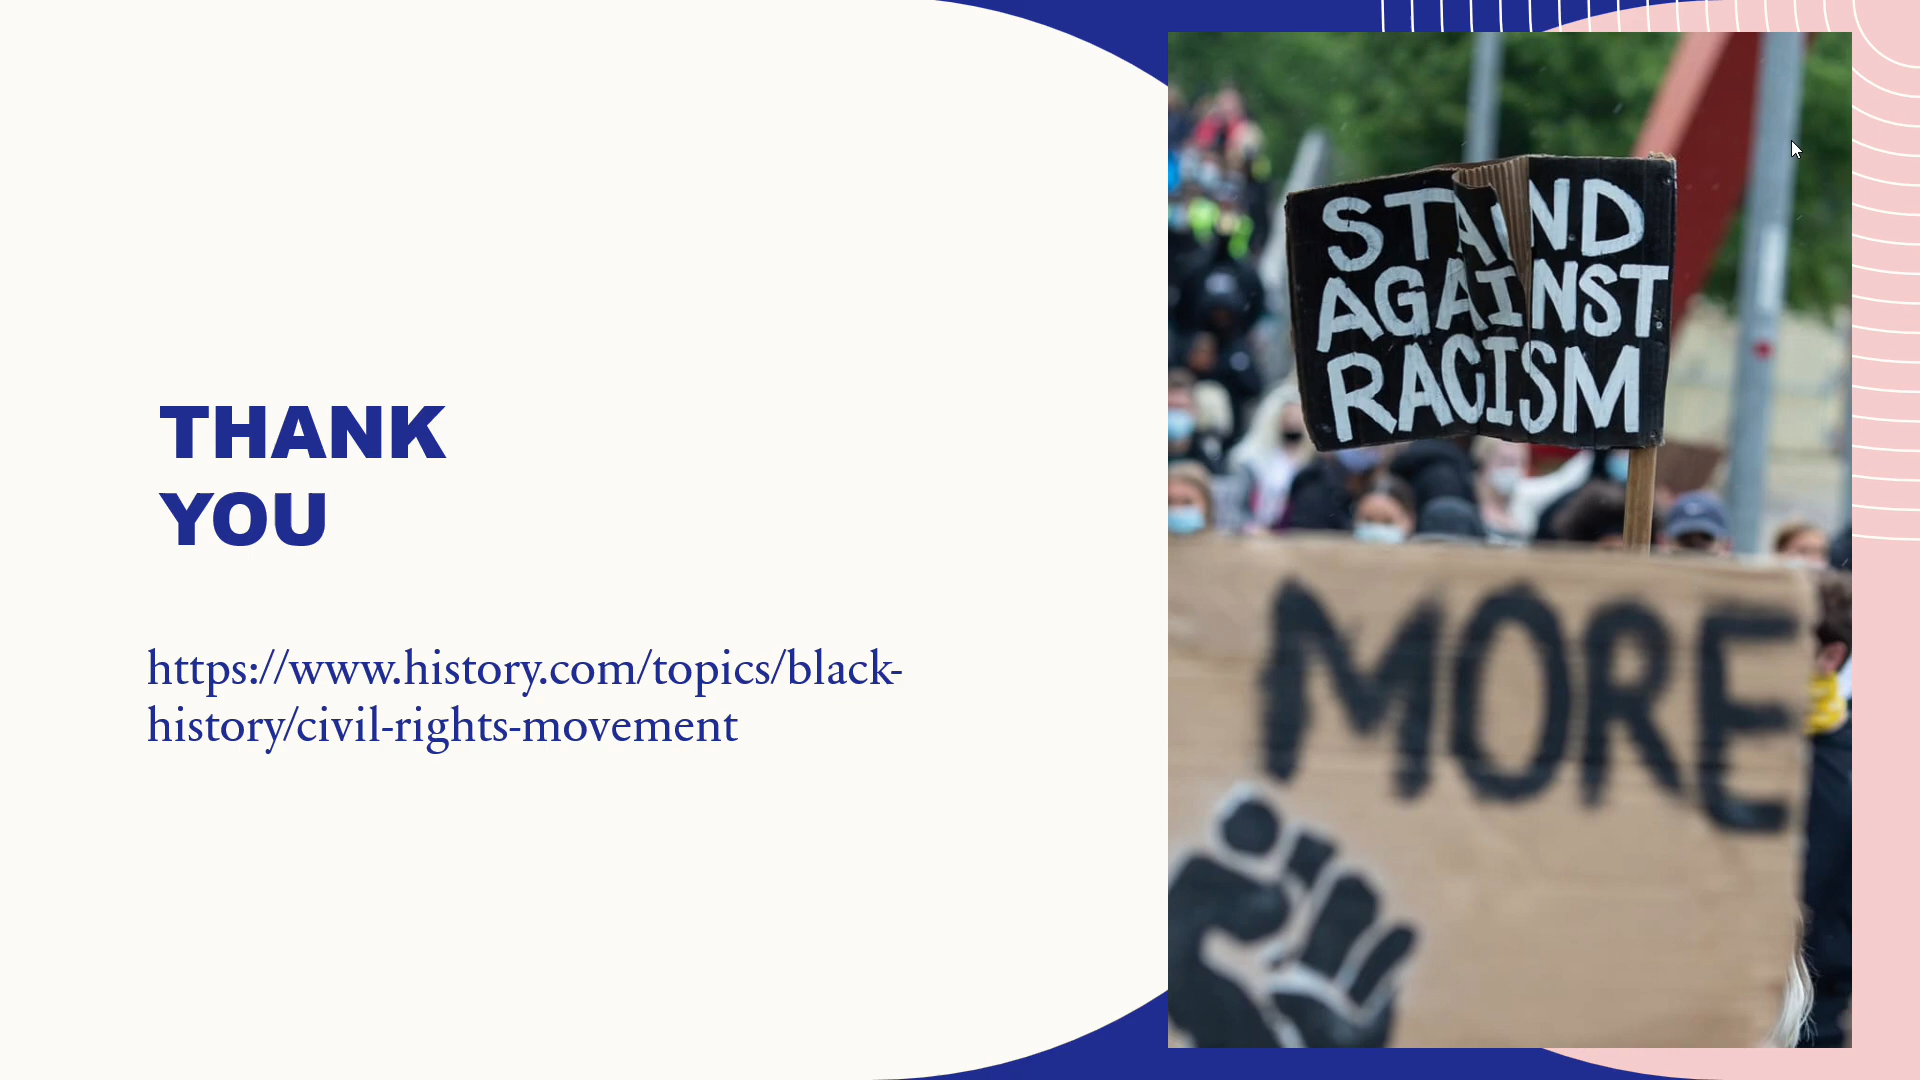 THANK
YOU
https://www.history.com/topics/black-
history/civil-rights-movement
STAND
AGAINST
RACISM
MORE